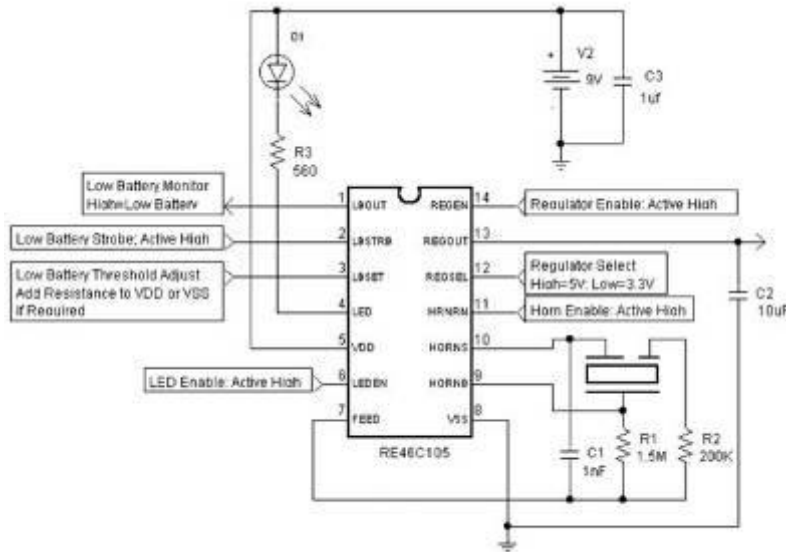 D1
V2
+
9V
C3
1uf
R3
560
Low Battery Monitor
High=Low Battery
Low Battery Strobe; Active High
Low Battery Threshold Adjust
Add Resistance to VDD or VSS
If Required
LED Enable: Active High
1
2
3
4
5
6
7
LBOUT
LBSTRB
LBSET
LED
VDD
LEDEN
FEED
REGEN
REGOUT
REGSEL
HRNEN
HORNS
HORNB
VSS
14
13
12
11
10
9
8
RE46C105
Regulator Enable: Active High
Regulator Select
High=5V: Low=3.3V
Horn Enable: Active High
C2
10uF
C1
1nF
R1
1.5M
R2
200K